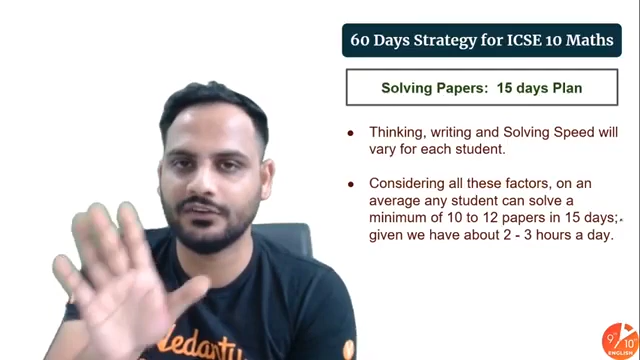 60 Days Strategy for ICSE 10 Maths
Solving Papers: 15 days Plan
Thinking, writing and Solving Speed will
vary for each student.
Considering all these factors, on an
average any student can solve a
minimum of 10 to 12 papers in 15 days;
given we have about 2 - 3 hours a day.
Vedantu
9 10
ENGLISH